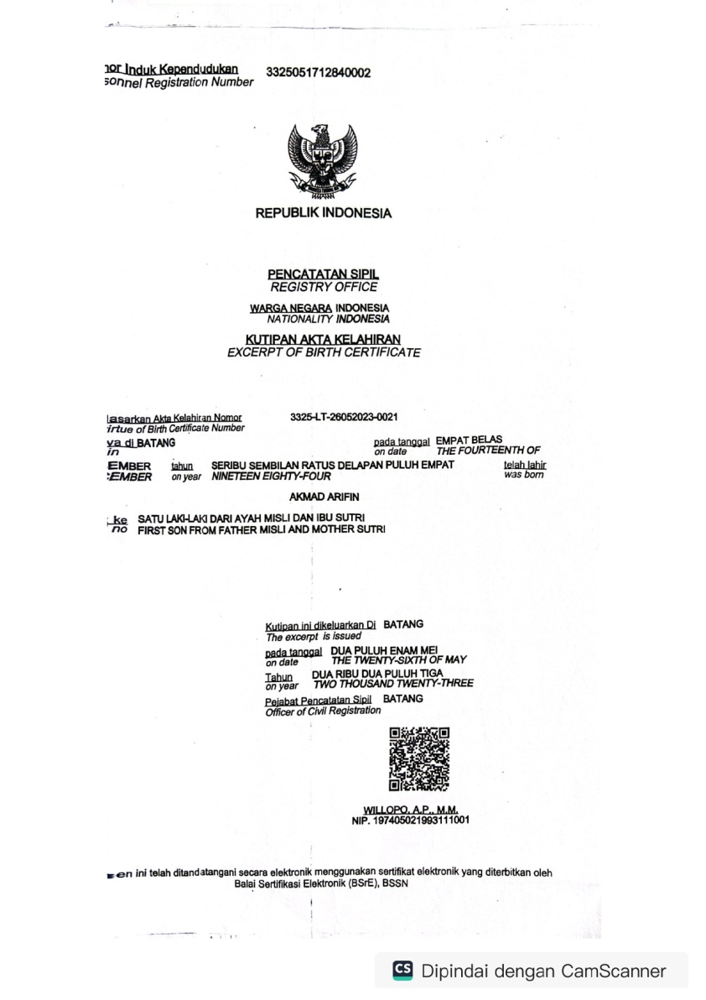 nor Induk Kependudukan 3325051712840002
sonnel Registration Number
REPUBLIK INDONESIA
PENCATATAN SIPIL
REGISTRY OFFICE
WARGA NEGARA INDONESIA
NATIONALITY INDONESIA
KUTIPAN AKTA KELAHIRAN
EXCERPT OF BIRTH CERTIFICATE
lasarkan Akta Kelahiran Nomor 3325-LT-26052023-0021
irtue of Birth Certificate Number
va di BATANG pada tanggal EMPAT BELAS
in on date THE FOURTEENTH OF
EMBER tahun SERIBU SEMBILAN RATUS DELAPAN PULUH EMPAT telah lahir
EMBER on year NINETEEN EIGHTY-FOUR was born
AKMAD ARIFIN
ke SATU LAKI-LAKI DARI AYAH MISLI DAN IBU SUTRI
no FIRST SON FROM FATHER MISLI AND MOTHER SUTRI
Kutipan ini dikeluarkan Di BATANG
The excerpt is issued
pada tanggal DUA PULUH ENAM MEI
on date THE TWENTY-SIXTH OF MAY
Tahun DUA RIBU DUA PULUH TIGA
on year TWO THOUSAND TWENTY-THREE
Pejabat Pencatatan Sipil BATANG
Officer of Civil Registration
WILLOPO, A.P., M.M.
NIP. 197405021993111001
en ini telah ditandatangani secara elektronik menggunakan sertifikat elektronik yang diterbitkan oleh
Balai Sertifikasi Elektronik (BSrE), BSSN
CS Dipindai dengan CamScanner